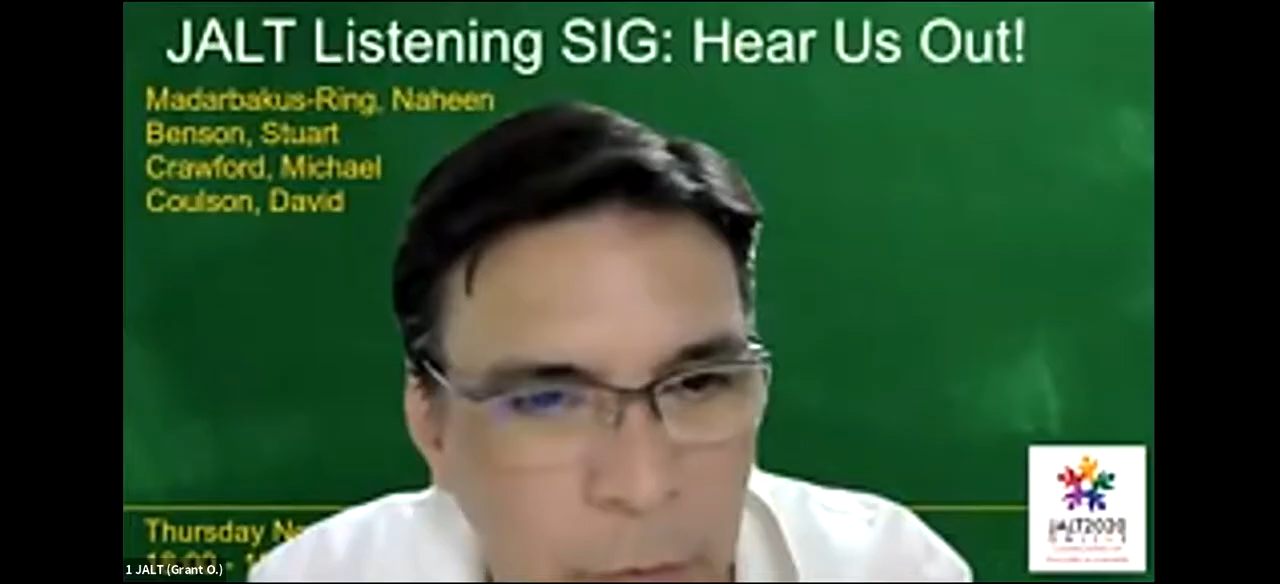 JALT Listening SIG: Hear Us Out!
Madarbakus-Ring, Naheen
Benson, Stuart
Crawford, Michael
Coulson, David
Thursday
JALT2020
1 JALT (Grant O.)